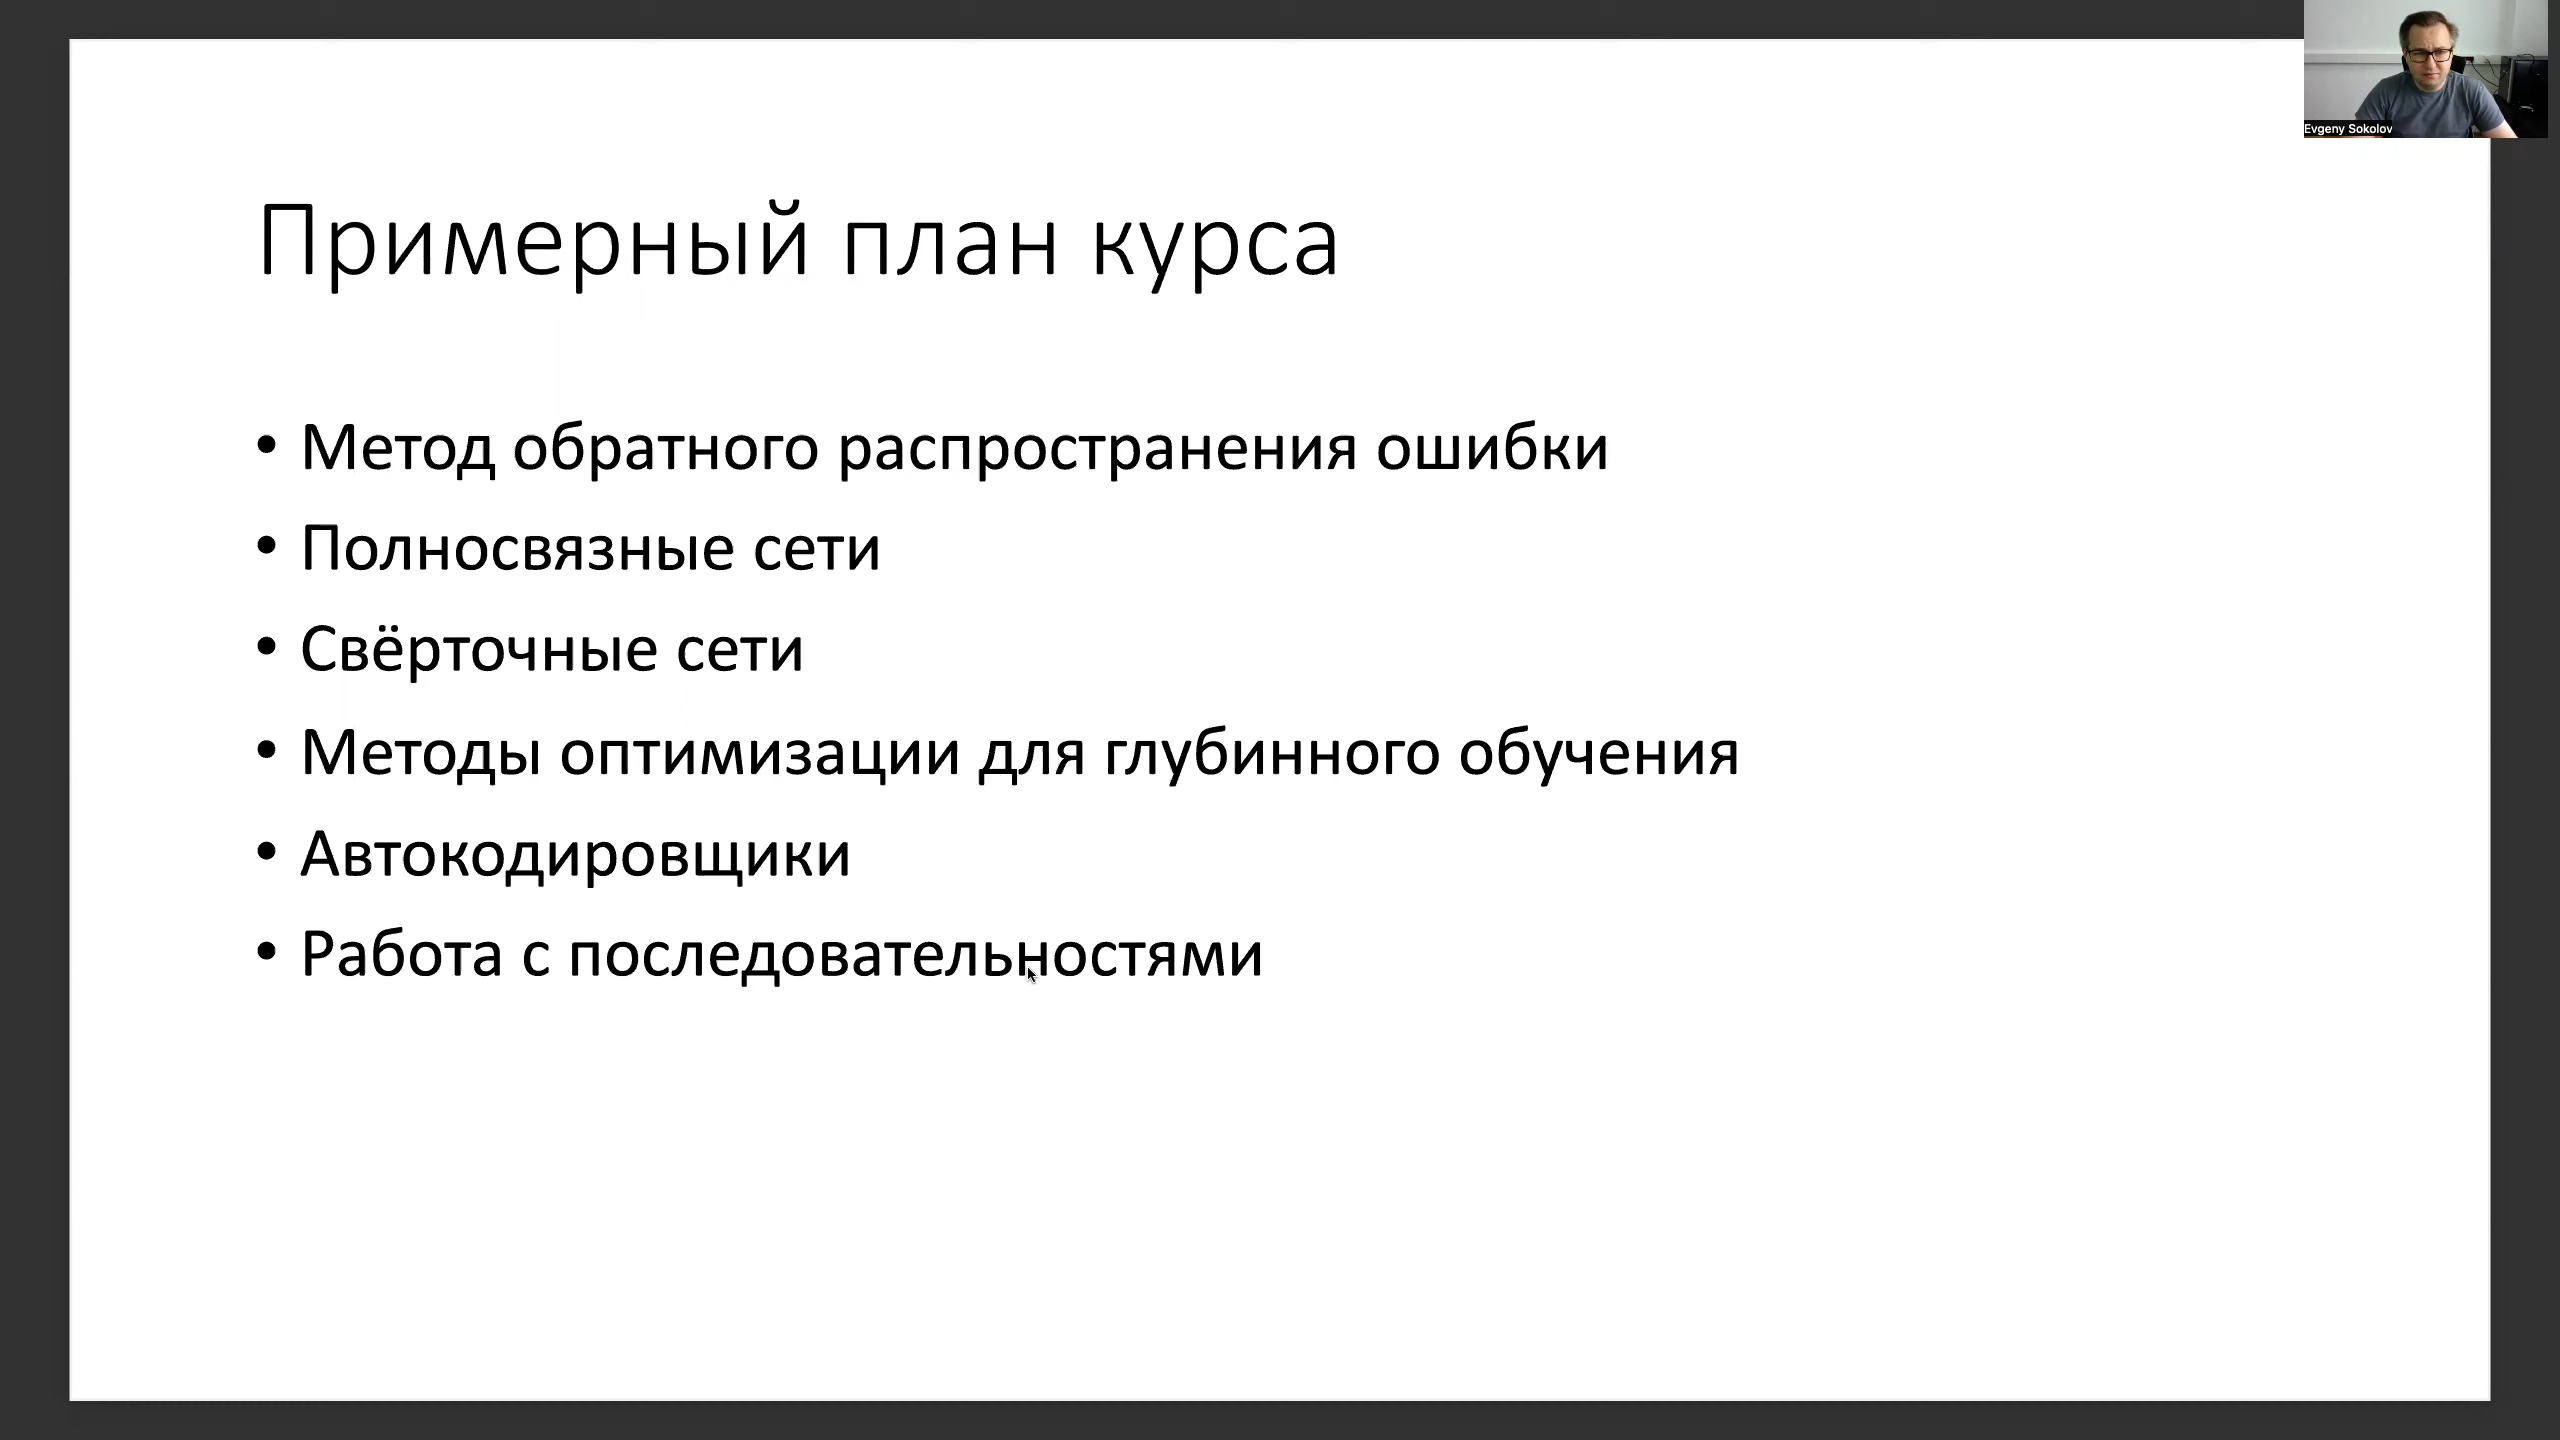 Evgeny Sokolov
Примерный план курса
• Метод обратного распространения ошибки
• Полносвязные сети
• Свёрточные сети
• Методы оптимизации для глубинного обучения
• Автокодировщики
• Работа с последовательностями